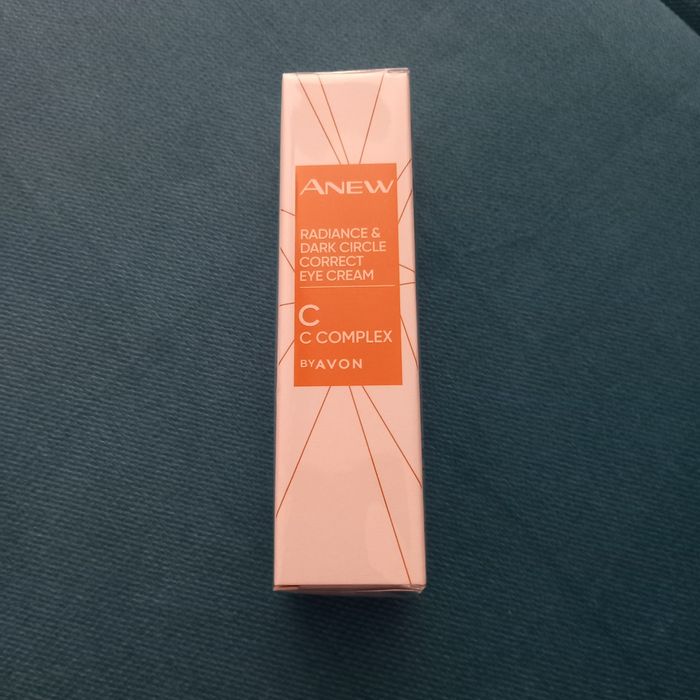 ANEW
RADIANCE &
DARK CIRCLE
CORRECT
EYE CREAM
C
C COMPLEX
BY AVON